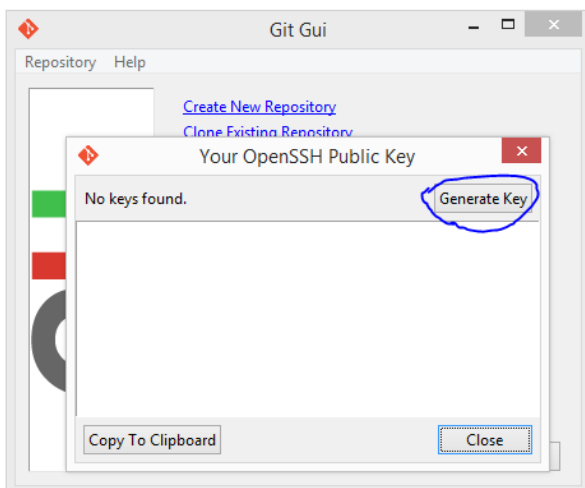 Git Gui
Repository Help
Create New Repository
Clone Existing Repository
Your OpenSSH Public Key
No keys found.
Generate Key
Copy To Clipboard
Close